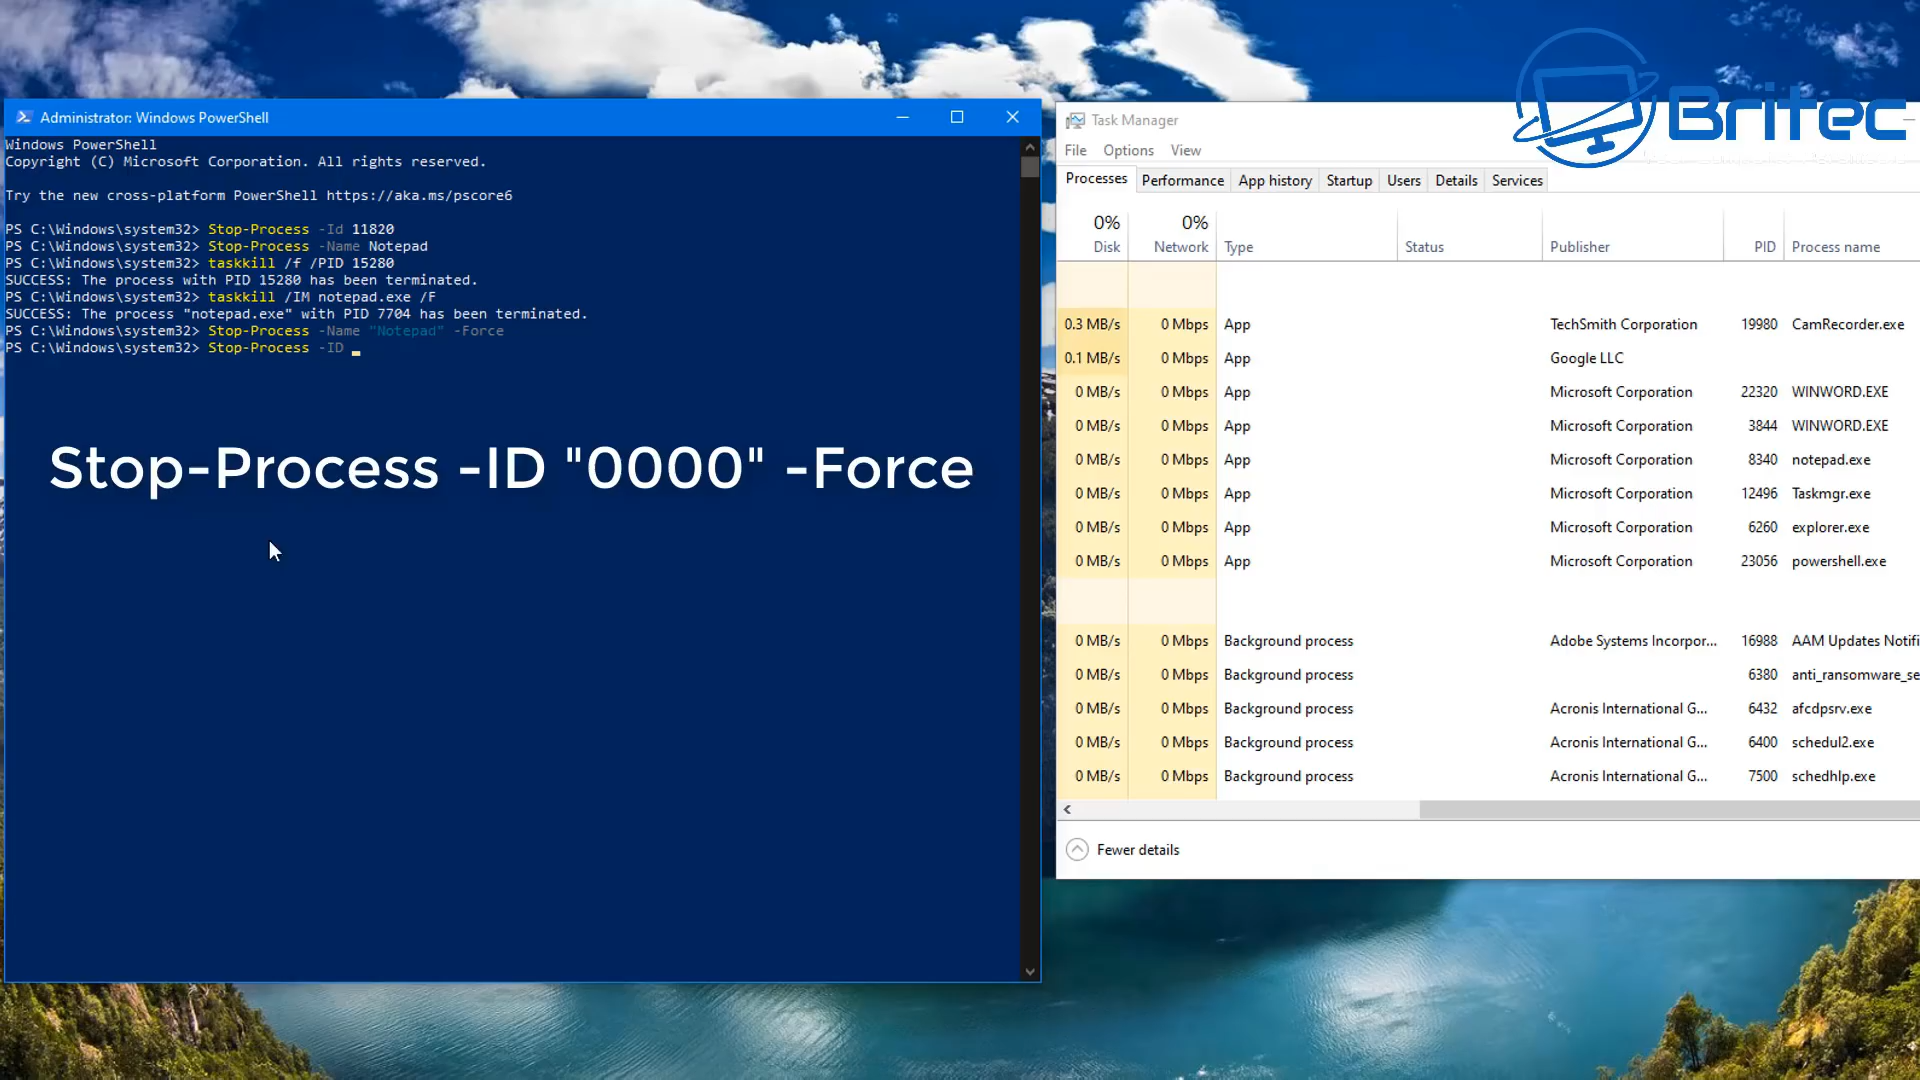 Administrator: Windows PowerShell
Windows PowerShell
Copyright (C) Microsoft Corporation. All rights reserved.
Try the new cross-platform PowerShell https://aka.ms/pscore6
PS C:\Windows\system32> Stop-Process -Id 11820
PS C:\Windows\system32> Stop-Process -Name Notepad
PS C:\Windows\system32> taskkill /f /PID 15280
SUCCESS: The process with PID 15280 has been terminated.
PS C:\Windows\system32> taskkill /IM notepad.exe /F
SUCCESS: The process "notepad.exe" with PID 7704 has been terminated.
PS C:\Windows\system32> Stop-Process -Name "Notepad" -Force
PS C:\Windows\system32> Stop-Process -ID _
Stop-Process -ID "0000" -Force
Britec
Task Manager
File Options View
Processes Performance App history Startup Users Details Services
0% 0%
Disk Network Type Status Publisher PID Process name
0.3 MB/s 0 Mbps App TechSmith Corporation 19980 CamRecorder.exe
0.1 MB/s 0 Mbps App Google LLC
0 MB/s 0 Mbps App Microsoft Corporation 22320 WINWORD.EXE
0 MB/s 0 Mbps App Microsoft Corporation 3844 WINWORD.EXE
0 MB/s 0 Mbps App Microsoft Corporation 8340 notepad.exe
0 MB/s 0 Mbps App Microsoft Corporation 12496 Taskmgr.exe
0 MB/s 0 Mbps App Microsoft Corporation 6260 explorer.exe
0 MB/s 0 Mbps App Microsoft Corporation 23056 powershell.exe
0 MB/s 0 Mbps Background process Adobe Systems Incorpor... 16988 AAM Updates Notifi
0 MB/s 0 Mbps Background process 6380 anti_ransomware_se
0 MB/s 0 Mbps Background process Acronis International G... 6432 afcdpsrv.exe
0 MB/s 0 Mbps Background process Acronis International G... 6400 schedul2.exe
0 MB/s 0 Mbps Background process Acronis International G... 7500 schedhlp.exe
Fewer details